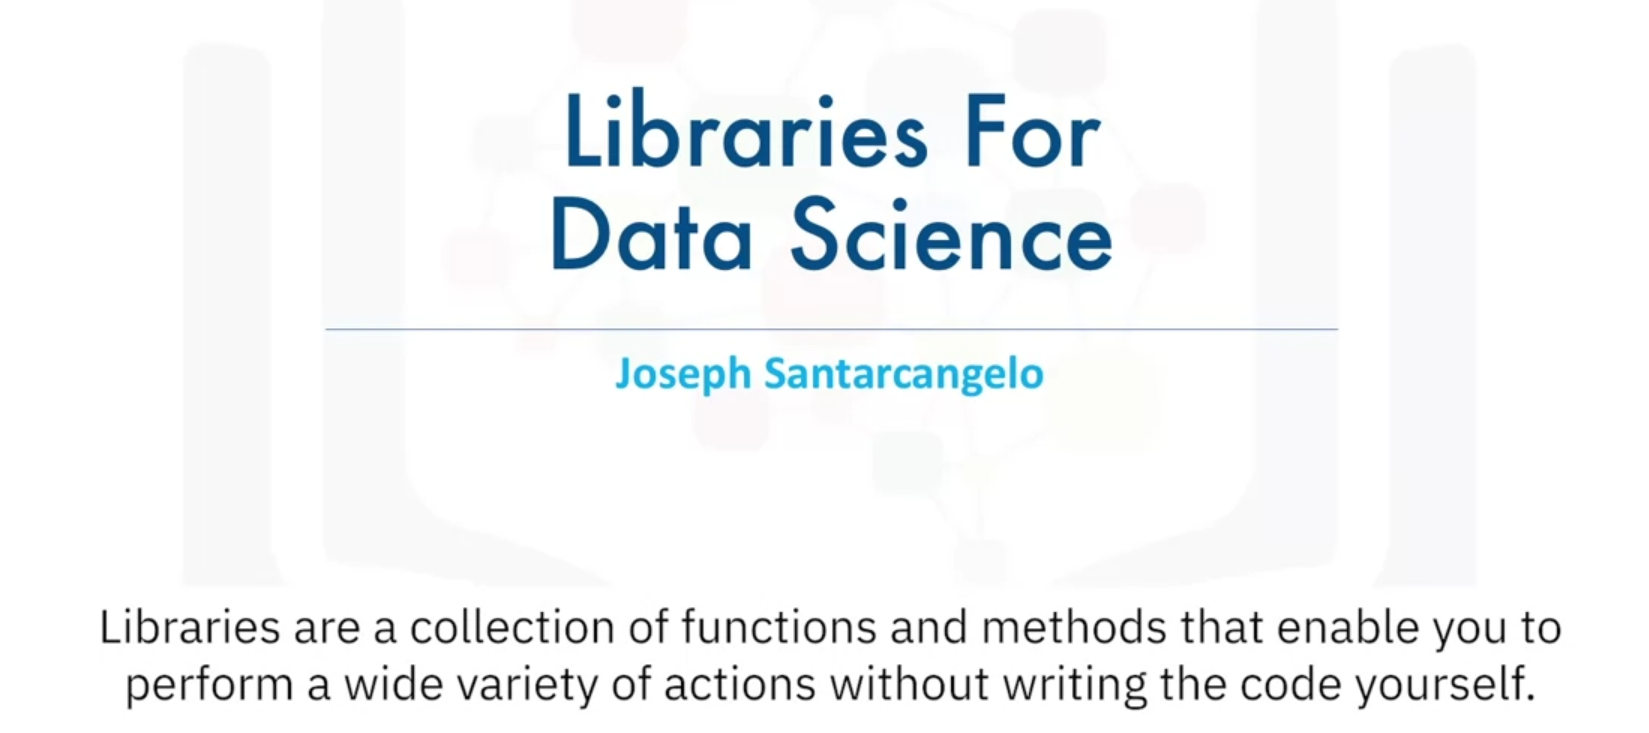 Libraries For
Data Science
Joseph Santarcangelo
Libraries are a collection of functions and methods that enable you to
perform a wide variety of actions without writing the code yourself.